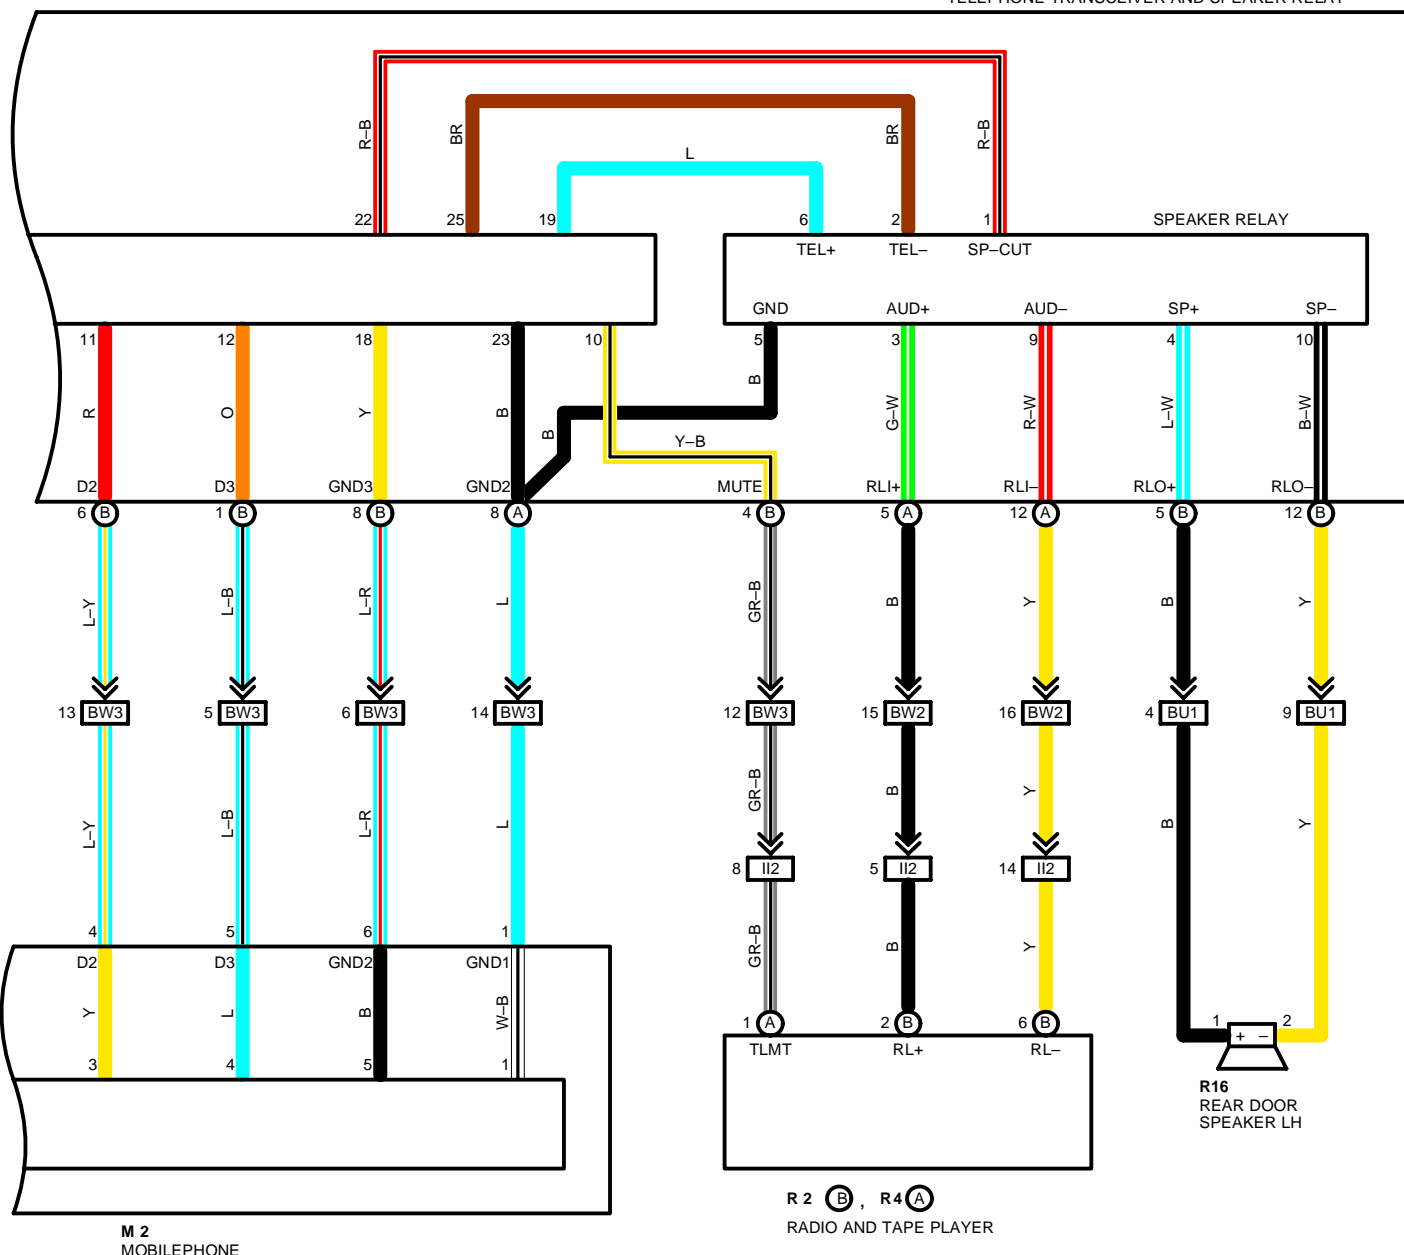 TELEPHONE TRANSCEIVER AND SPEAKER RELAY
L
R–B BR BR R–B
22 25 19 6 2 1 SPEAKER RELAY
TEL+ TEL– SP–CUT
GND AUD+ AUD– SP+ SP–
11 12 18 23 10 5 3 9 4 10
B
R O Y B B G–W R–W L–W B–W
Y–B
D2 D3 GND3 GND2 MUTE RLI+ RLI– RLO+ RLO–
6 B 1 B 8 B 8 A 4 B 5 A 12 A 5 B 12 B
L–Y L–B L–R L GR–B B Y B Y
13 BW3 5 BW3 6 BW3 14 BW3 12 BW3 15 BW2 16 BW2 4 BU1 9 BU1
L–Y L–B L–R L GR–B B Y B Y
8 II2 5 II2 14 II2
4 5 6 1
GR–B B Y
D2 D3 GND2 GND1
Y L B W–B
1 A 2 B 6 B 1 2
+ –
TLMT RL+ RL–
3 4 5 1
R16
REAR DOOR
SPEAKER LH
R 2 B , R4 A
RADIO AND TAPE PLAYER
M 2
MOBILEPHONE